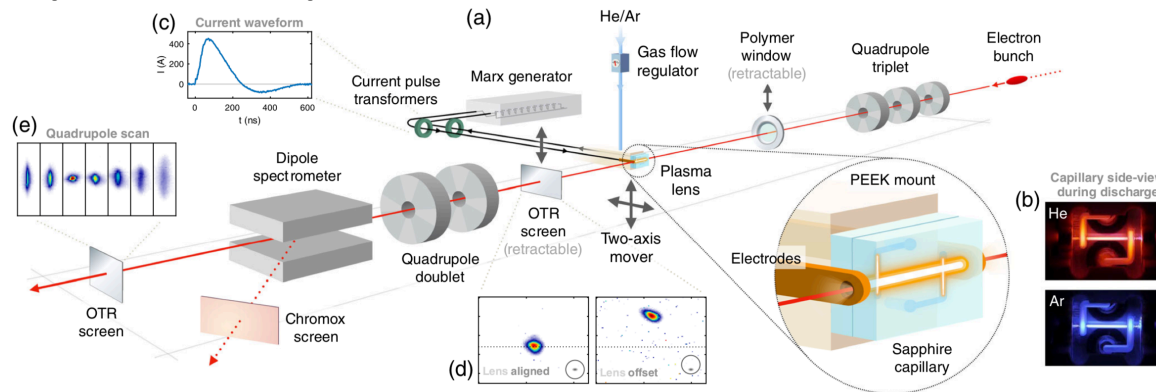 (c)
Current waveform
I (A)
400
200
0
0
200
400
600
t (ns)
(a)
He/Ar
Gas flow
regulator
Marx generator
Current pulse
transformers
Polymer
window
(retractable)
Quadrupole
triplet
Electron
bunch
(e)
Quadrupole scan
Dipole
spectrometer
Plasma
lens
PEEK mount
Capillary side-view
during discharge
(b)
He
Ar
OTR
screen
(retractable)
Two-axis
mover
Quadrupole
doublet
Electrodes
OTR
screen
Chromox
screen
(d)
Lens aligned
Lens offset
Sapphire
capillary